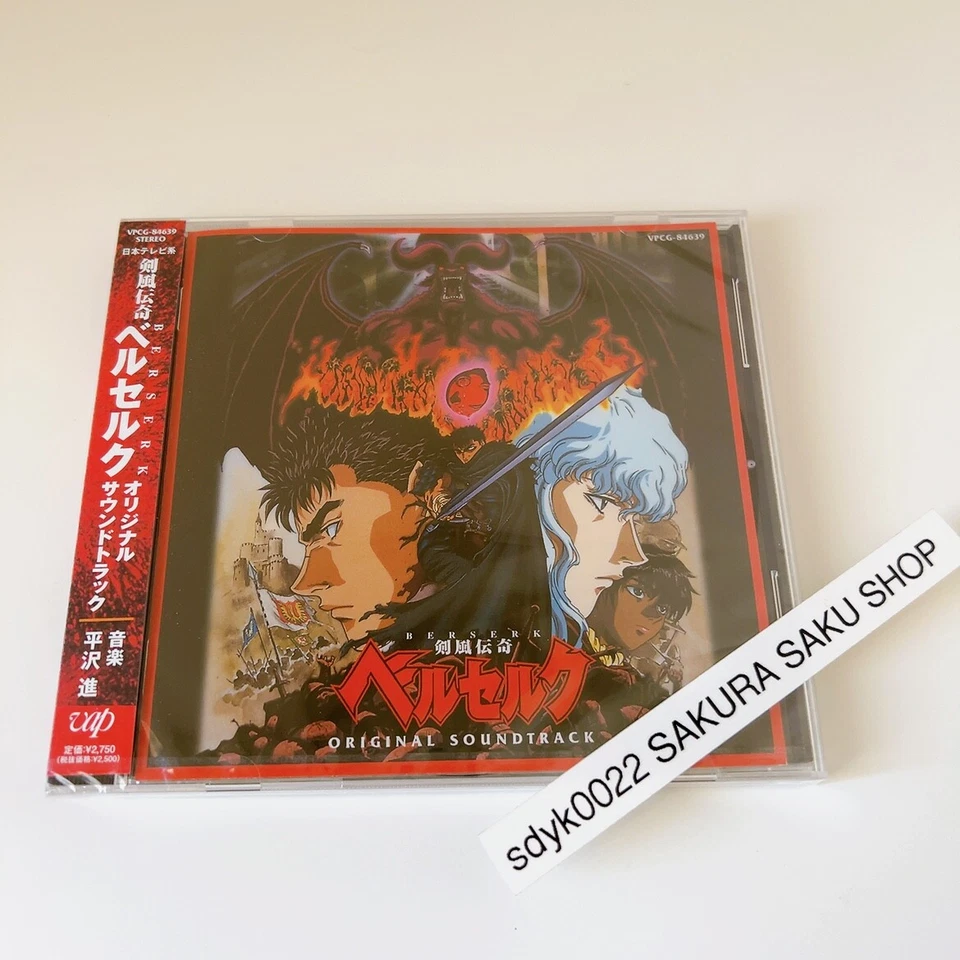 VPCG-84639
STEREO
日本テレビ系
剣風伝奇
ベルセルク
BERSERK
オリジナル
サウンドトラック
音楽
平沢 進
vap
定価:¥2,750
(税抜価格:¥2,500)
VPCG-84639
BERSERK
剣風伝奇
ベルセルク
ORIGINAL SOUNDTRACK
sdyk0022 SAKURA SAKU SHOP